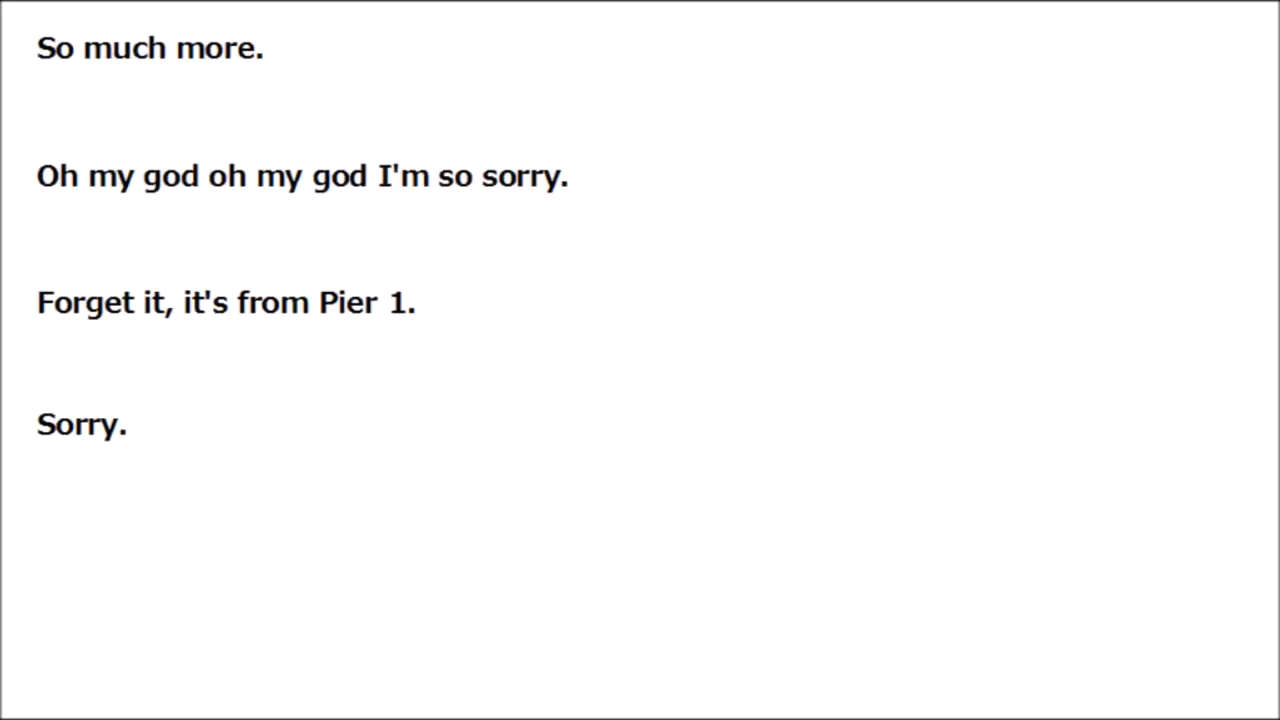 So much more.
Oh my god oh my god I'm so sorry.
Forget it, it's from Pier 1.
Sorry.